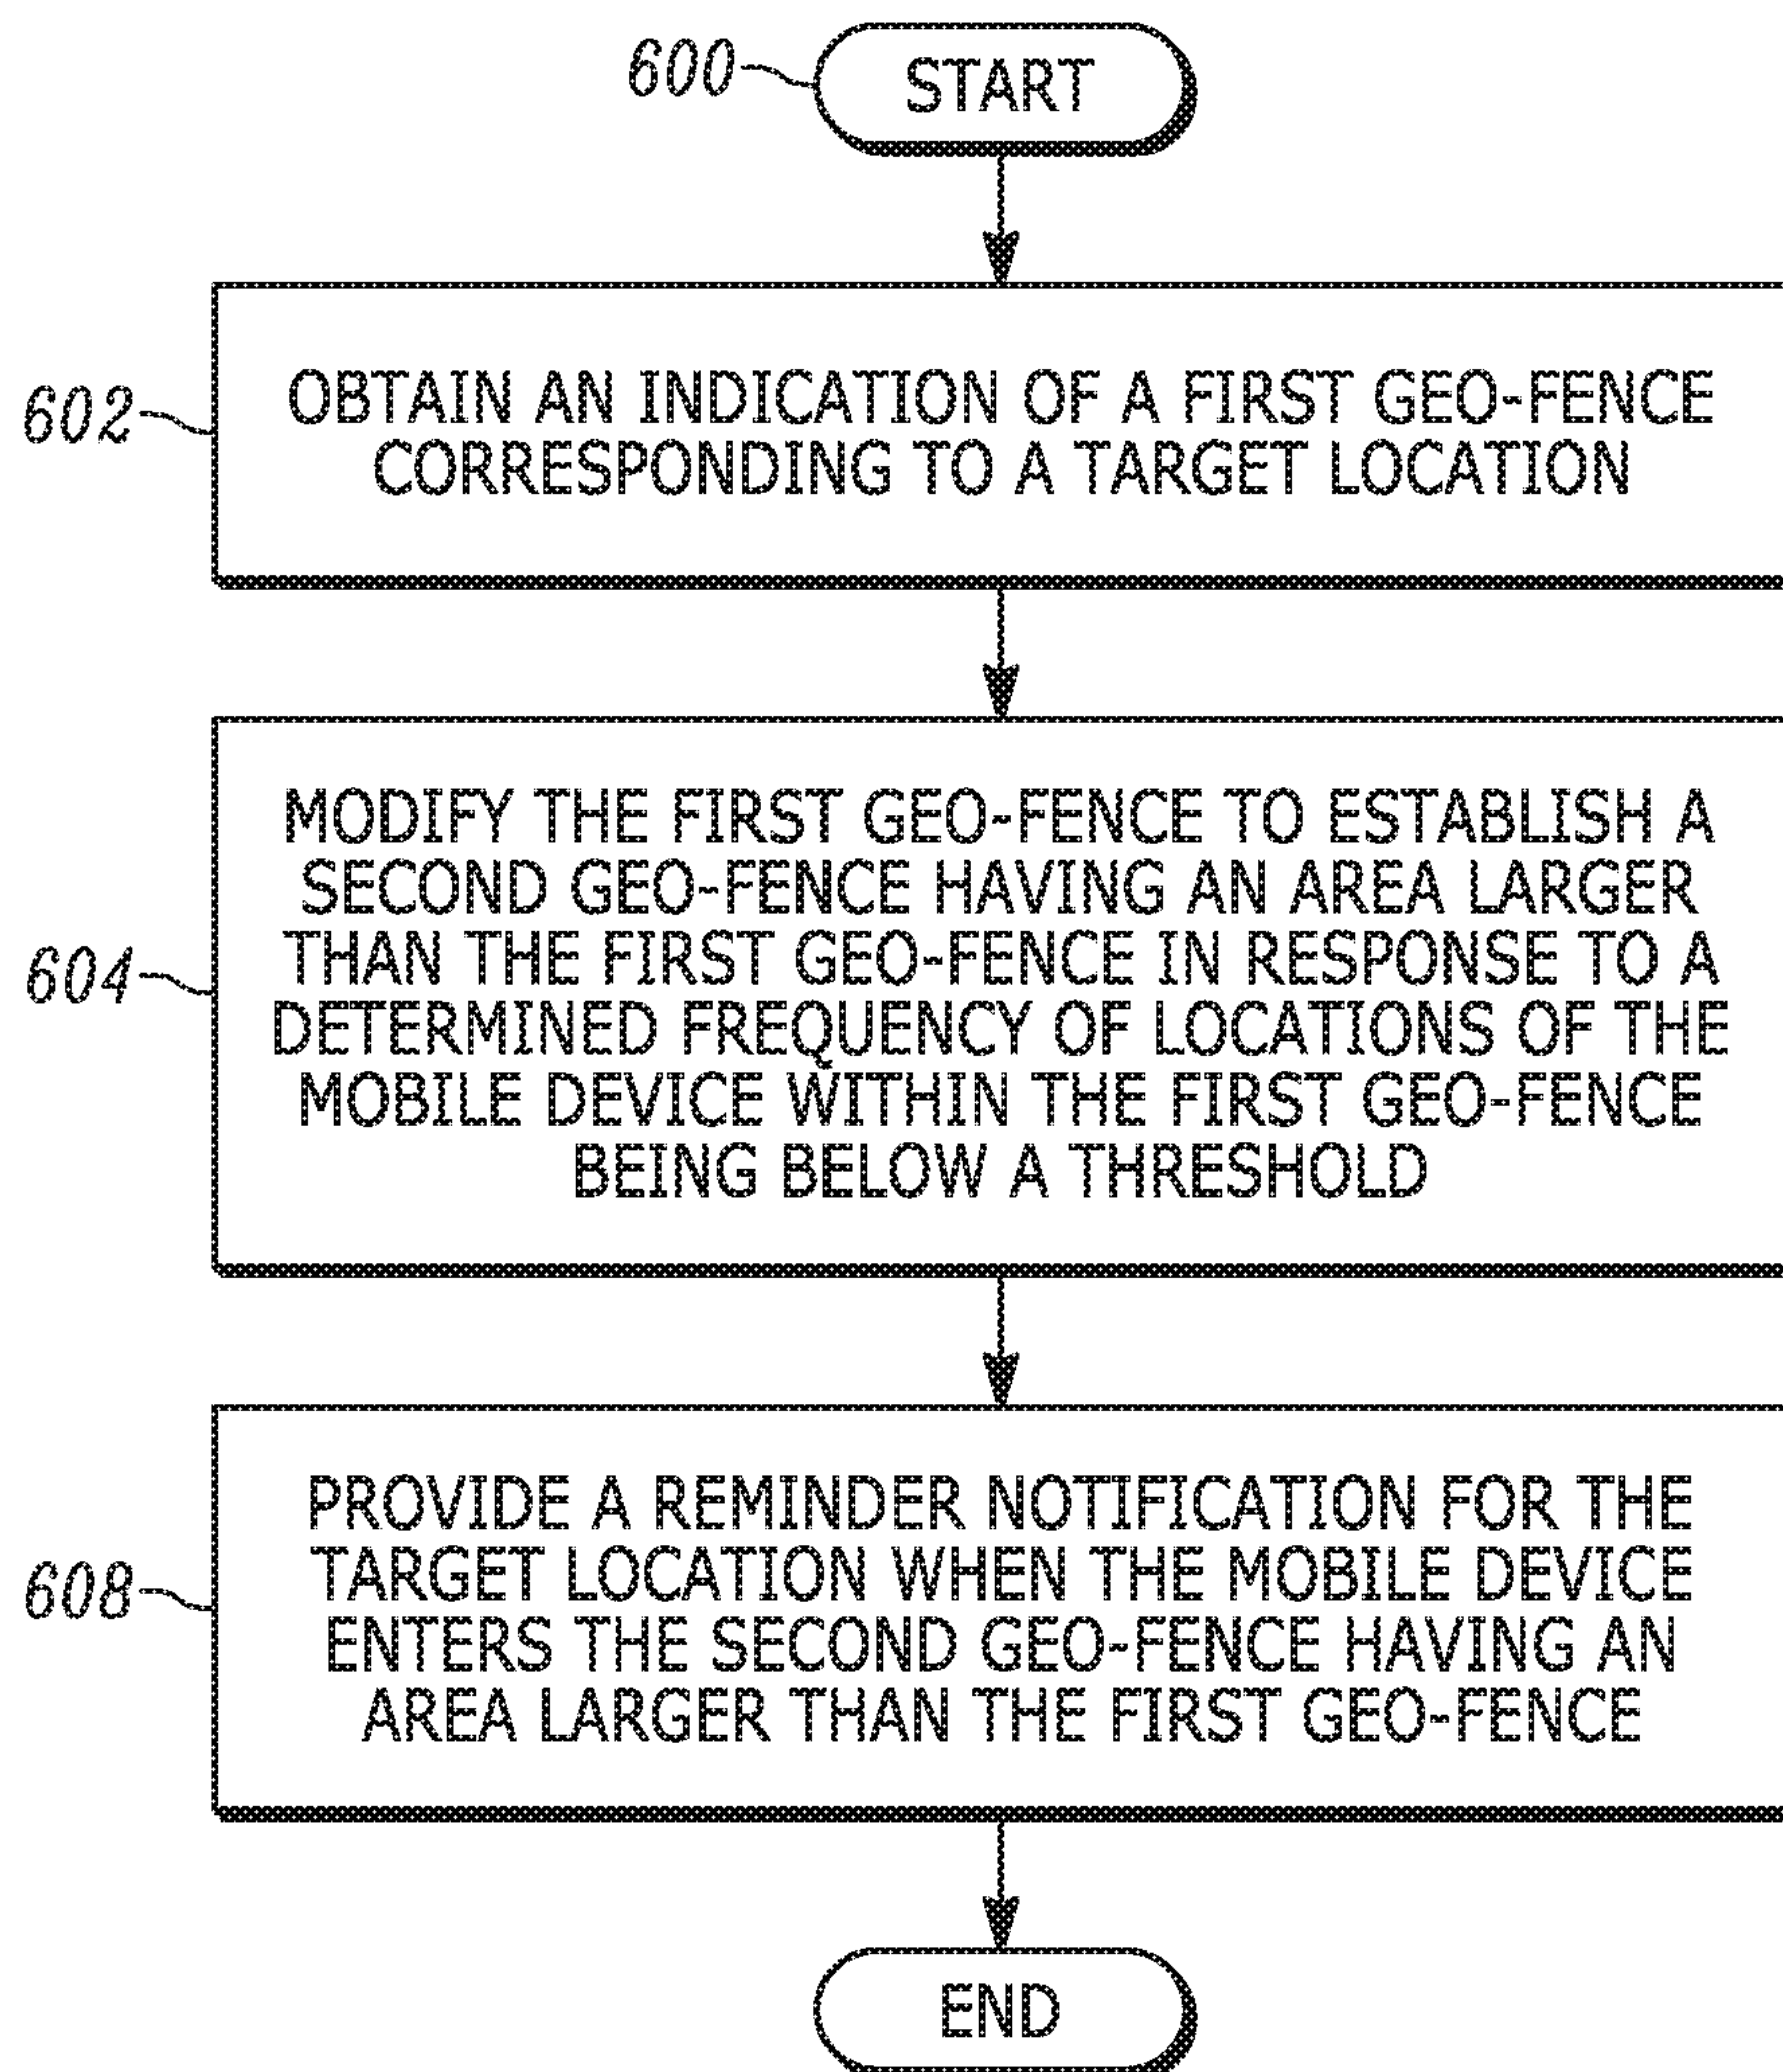 600
START
602
OBTAIN AN INDICATION OF A FIRST GEO-FENCE
CORRESPONDING TO A TARGET LOCATION
604
MODIFY THE FIRST GEO-FENCE TO ESTABLISH A
SECOND GEO-FENCE HAVING AN AREA LARGER
THAN THE FIRST GEO-FENCE IN RESPONSE TO A
DETERMINED FREQUENCY OF LOCATIONS OF THE
MOBILE DEVICE WITHIN THE FIRST GEO-FENCE
BEING BELOW A THRESHOLD
608
PROVIDE A REMINDER NOTIFICATION FOR THE
TARGET LOCATION WHEN THE MOBILE DEVICE
ENTERS THE SECOND GEO-FENCE HAVING AN
AREA LARGER THAN THE FIRST GEO-FENCE
END